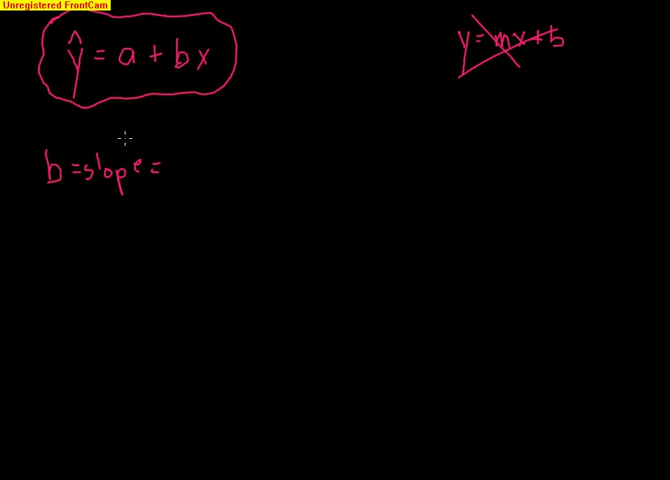 Unregistered FrontCam
ŷ = a + bx
y = mx + b
b = slope =